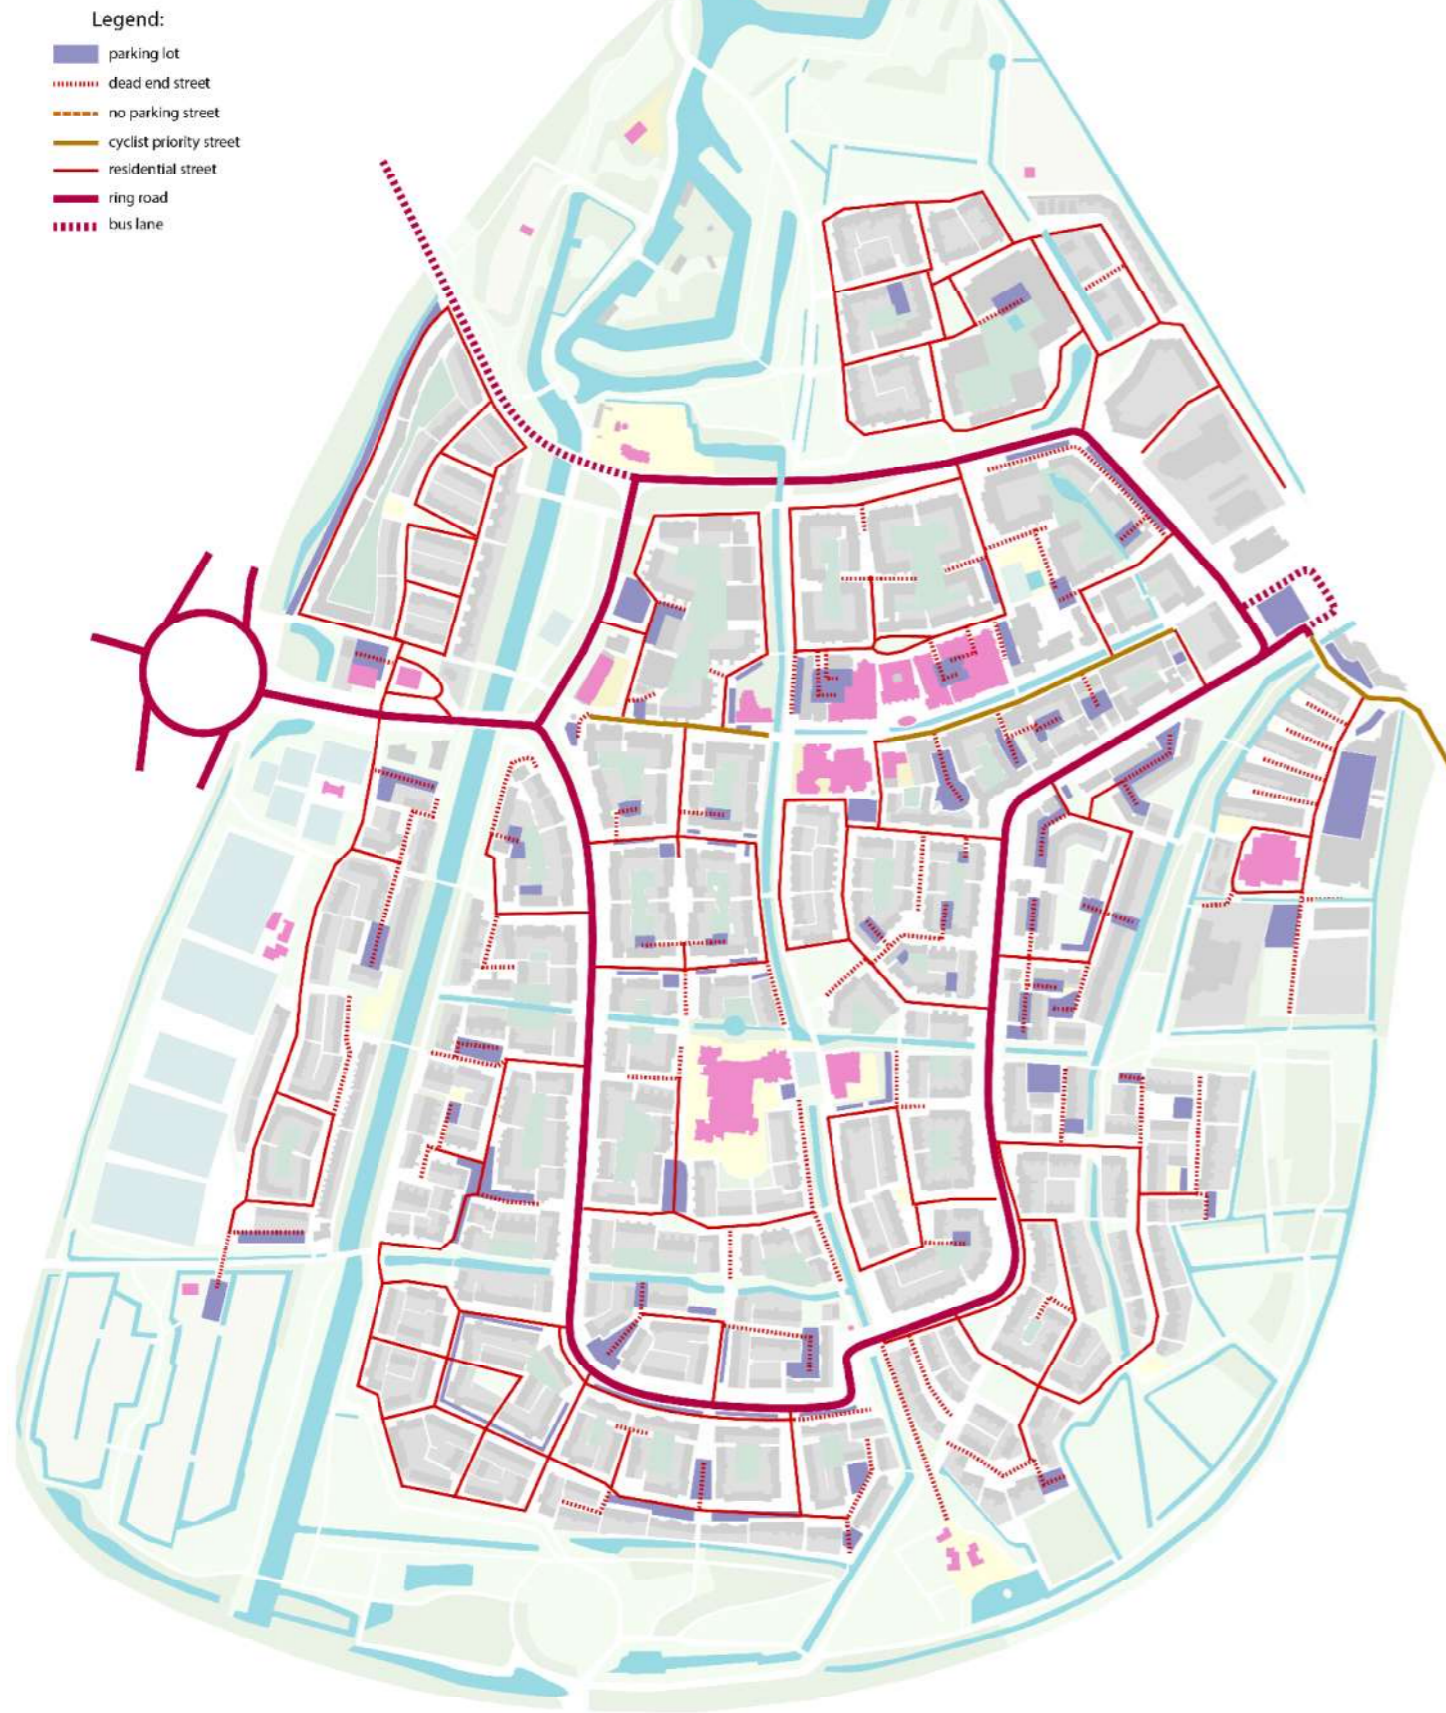 Legend:
parking lot
dead end street
no parking street
cyclist priority street
residential street
ring road
bus lane